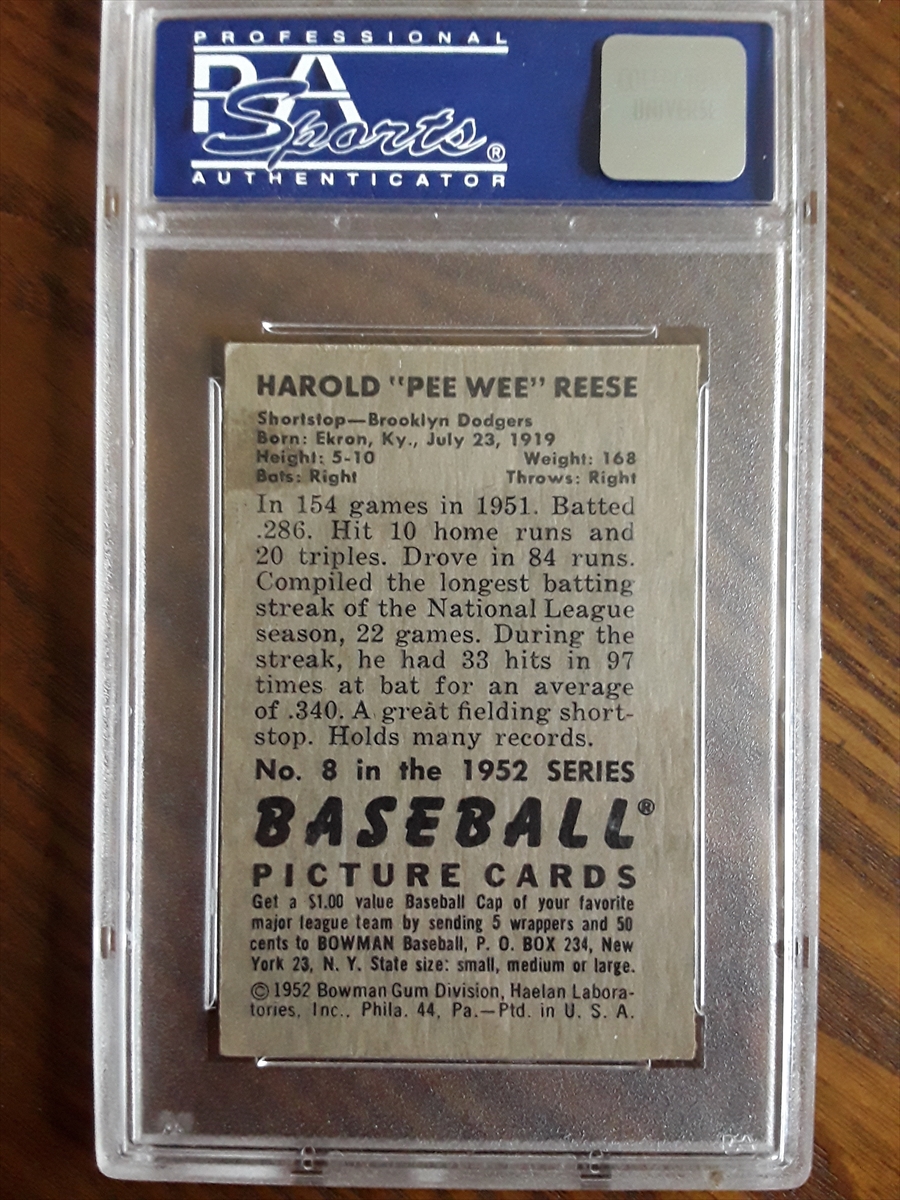 PROFESSIONAL
PSA
Sports®
AUTHENTICATOR
UNIVERSE
HAROLD "PEE WEE" REESE
Shortstop—Brooklyn Dodgers
Born: Ekron, Ky., July 23, 1919
Height: 5-10 Weight: 168
Bats: Right Throws: Right
In 154 games in 1951. Batted
.286. Hit 10 home runs and
20 triples. Drove in 84 runs.
Compiled the longest batting
streak of the National League
season, 22 games. During the
streak, he had 33 hits in 97
times at bat for an average
of .340. A great fielding short-
stop. Holds many records.
No. 8 in the 1952 SERIES
BASEBALL®
PICTURE CARDS
Get a $1.00 value Baseball Cap of your favorite
major league team by sending 5 wrappers and 50
cents to BOWMAN Baseball, P. O. BOX 234, New
York 23, N. Y. State size: small, medium or large.
© 1952 Bowman Gum Division, Haelan Labora-
tories, Inc., Phila. 44, Pa.—Ptd. in U. S. A.